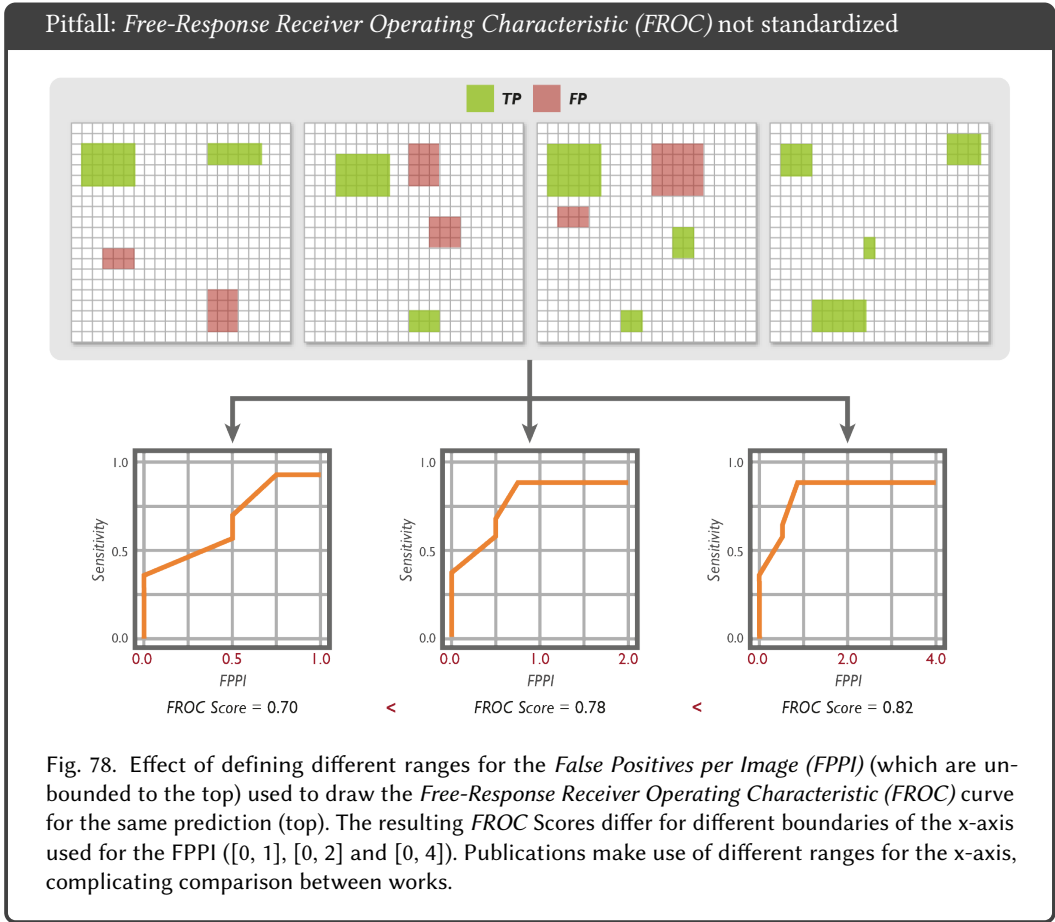 Pitfall: Free-Response Receiver Operating Characteristic (FROC) not standardized
TP FP
1.0 1.0 1.0
Sensitivity Sensitivity Sensitivity
0.5 0.5 0.5
0.0 0.0 0.0
0.0 0.5 1.0 0.0 1.0 2.0 0.0 2.0 4.0
FPPI FPPI FPPI
FROC Score = 0.70 < FROC Score = 0.78 < FROC Score = 0.82
Fig. 78. Effect of defining different ranges for the False Positives per Image (FPPI) (which are un-
bounded to the top) used to draw the Free-Response Receiver Operating Characteristic (FROC) curve
for the same prediction (top). The resulting FROC Scores differ for different boundaries of the x-axis
used for the FPPI ([0, 1], [0, 2] and [0, 4]). Publications make use of different ranges for the x-axis,
complicating comparison between works.